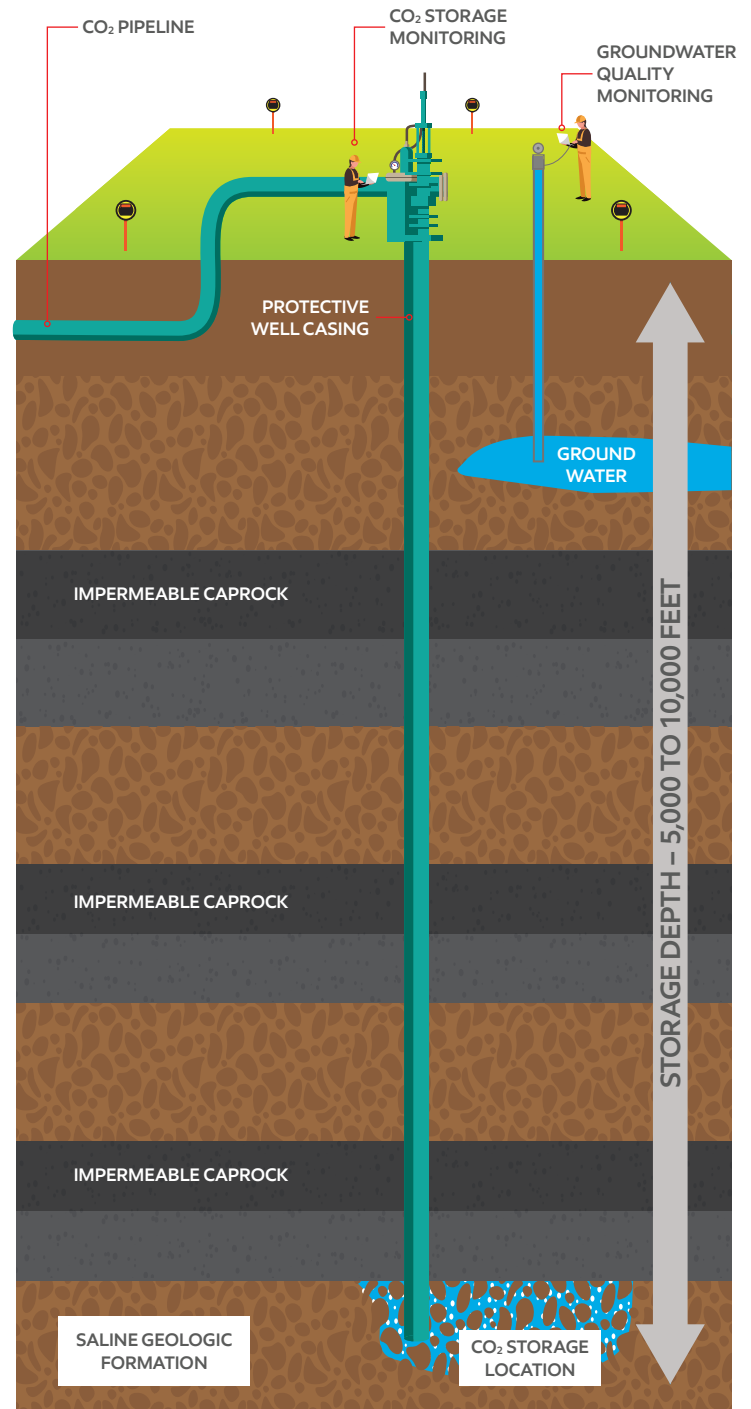 CO₂ PIPELINE
CO₂ STORAGE
MONITORING
GROUNDWATER
QUALITY
MONITORING
PROTECTIVE
WELL CASING
GROUND
WATER
IMPERMEABLE CAPROCK
STORAGE DEPTH – 5,000 TO 10,000 FEET
IMPERMEABLE CAPROCK
IMPERMEABLE CAPROCK
SALINE GEOLOGIC
FORMATION
CO₂ STORAGE
LOCATION